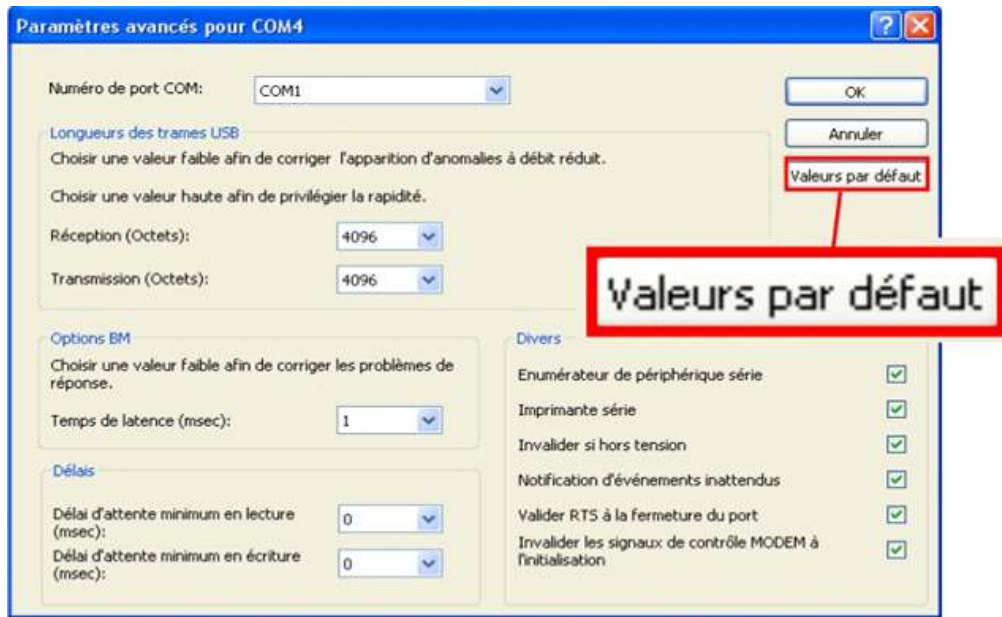 Paramètres avancés pour COM4
Numéro de port COM:
COM1
OK
Annuler
Valeurs par défaut
Longueurs des trames USB
Choisir une valeur faible afin de corriger l'apparition d'anomalies à débit réduit.
Choisir une valeur haute afin de privilégier la rapidité.
Réception (Octets):
4096
Transmission (Octets):
4096
Valeurs par défaut
Options BM
Choisir une valeur faible afin de corriger les problèmes de
réponse.
Temps de latence (msec):
1
Délais
Délai d'attente minimum en lecture
(msec):
0
Délai d'attente minimum en écriture
(msec):
0
Divers
Enumérateur de périphérique série
Imprimante série
Invalider si hors tension
Notification d'événements inattendus
Valider RTS à la fermeture du port
Invalider les signaux de contrôle MODEM à
l'initialisation